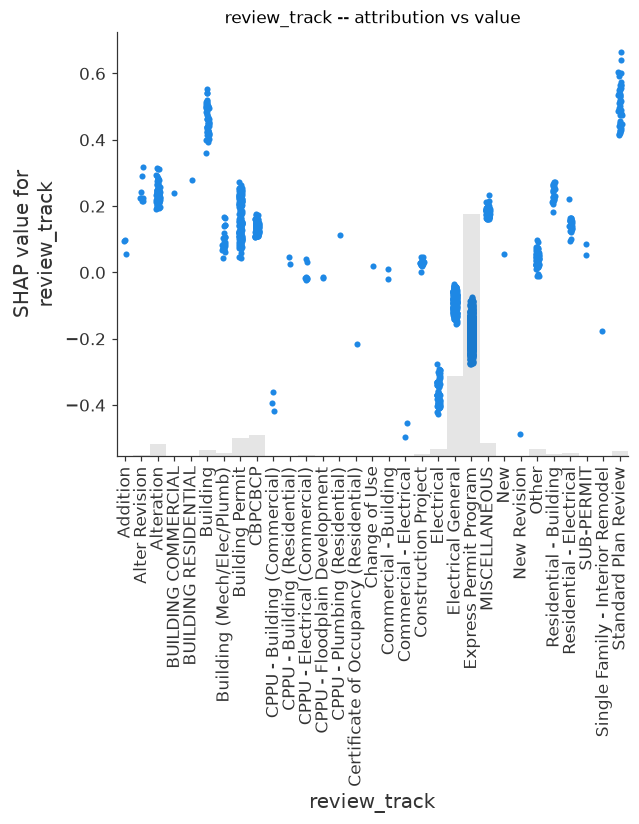 review_track -- attribution vs value
SHAP value for
review_track
0.6
0.4
0.2
0.0
−0.2
−0.4
Addition
Alter Revision
Alteration
BUILDING COMMERCIAL
BUILDING RESIDENTIAL
Building
Building (Mech/Elec/Plumb)
Building Permit
CBPCBCP
CPPU - Building (Commercial)
CPPU - Building (Residential)
CPPU - Electrical (Commercial)
CPPU - Floodplain Development
CPPU - Plumbing (Residential)
Certificate of Occupancy (Residential)
Change of Use
Commercial - Building
Commercial - Electrical
Construction Project
Electrical
Electrical General
Express Permit Program
MISCELLANEOUS
New
New Revision
Other
Residential - Building
Residential - Electrical
SUB-PERMIT
Single Family - Interior Remodel
Standard Plan Review
review_track